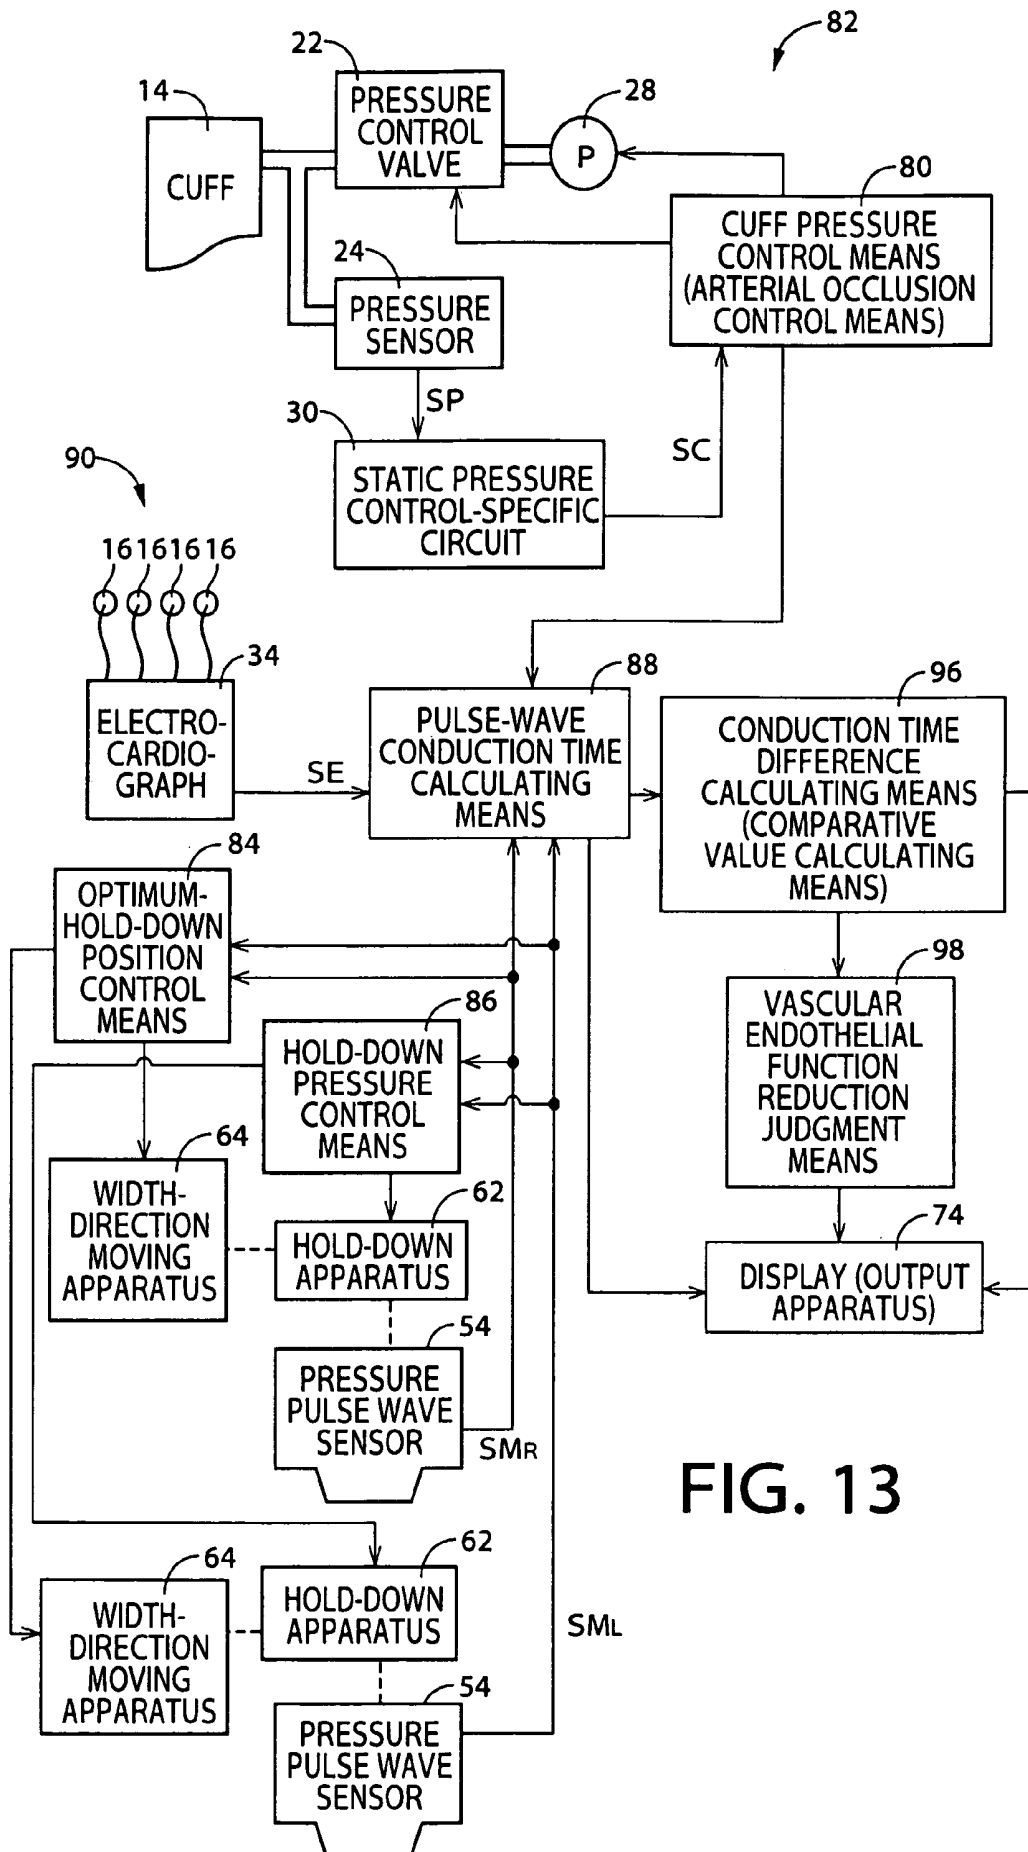 82
22
14
PRESSURE
CONTROL
VALVE
28
P
CUFF
80
CUFF PRESSURE
CONTROL MEANS
(ARTERIAL OCCLUSION
CONTROL MEANS)
24
PRESSURE
SENSOR
SP
30
STATIC PRESSURE
CONTROL-SPECIFIC
CIRCUIT
SC
90
16 16 16 16
34
ELECTRO-
CARDIO-
GRAPH
SE
88
PULSE-WAVE
CONDUCTION TIME
CALCULATING
MEANS
96
CONDUCTION TIME
DIFFERENCE
CALCULATING MEANS
(COMPARATIVE
VALUE CALCULATING
MEANS)
84
OPTIMUM-
HOLD-DOWN
POSITION
CONTROL
MEANS
86
HOLD-DOWN
PRESSURE
CONTROL
MEANS
98
VASCULAR
ENDOTHELIAL
FUNCTION
REDUCTION
JUDGMENT
MEANS
64
WIDTH-
DIRECTION
MOVING
APPARATUS
62
HOLD-DOWN
APPARATUS
74
DISPLAY (OUTPUT
APPARATUS)
54
PRESSURE
PULSE WAVE
SENSOR
SMR
FIG. 13
64
WIDTH-
DIRECTION
MOVING
APPARATUS
62
HOLD-DOWN
APPARATUS
SML
54
PRESSURE
PULSE WAVE
SENSOR